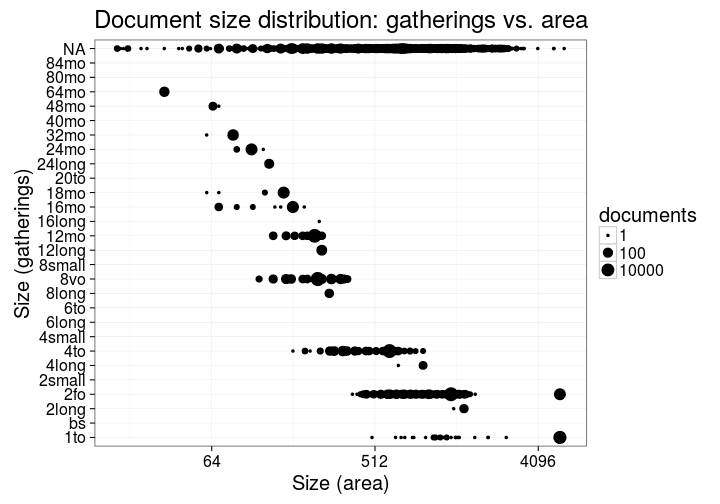 Document size distribution: gatherings vs. area
NA
84mo
80mo
64mo
48mo
40mo
32mo
24mo
24long
20to
18mo
16mo
16long
12mo
12long
8small
8vo
8long
6to
6long
4small
4to
4long
2small
2fo
2long
bs
1to
Size (gatherings)
64
512
4096
Size (area)
documents
1
100
10000